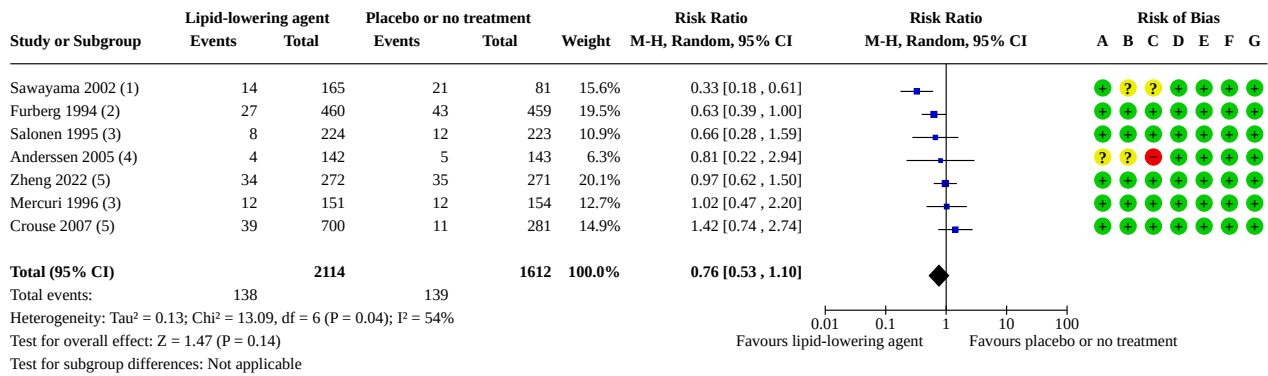 Lipid-lowering agent Placebo or no treatment Risk Ratio Risk Ratio Risk of Bias
Study or Subgroup Events Total Events Total Weight M-H, Random, 95% CI M-H, Random, 95% CI A B C D E F G
Sawayama 2002 (1) 14 165 21 81 15.6% 0.33 [0.18 , 0.61] + ? ? + + + +
Furberg 1994 (2) 27 460 43 459 19.5% 0.63 [0.39 , 1.00] + + + + + + +
Salonen 1995 (3) 8 224 12 223 10.9% 0.66 [0.28 , 1.59] + + + + + + +
Anderssen 2005 (4) 4 142 5 143 6.3% 0.81 [0.22 , 2.94] ? ? − + + + +
Zheng 2022 (5) 34 272 35 271 20.1% 0.97 [0.62 , 1.50] + + + + + + +
Mercuri 1996 (3) 12 151 12 154 12.7% 1.02 [0.47 , 2.20] + + + + + + +
Crouse 2007 (5) 39 700 11 281 14.9% 1.42 [0.74 , 2.74] + + + + + + +
Total (95% CI) 2114 1612 100.0% 0.76 [0.53 , 1.10]
Total events: 138 139
Heterogeneity: Tau² = 0.13; Chi² = 13.09, df = 6 (P = 0.04); I² = 54%
0.01 0.1 1 10 100
Test for overall effect: Z = 1.47 (P = 0.14)
Favours lipid-lowering agent Favours placebo or no treatment
Test for subgroup differences: Not applicable